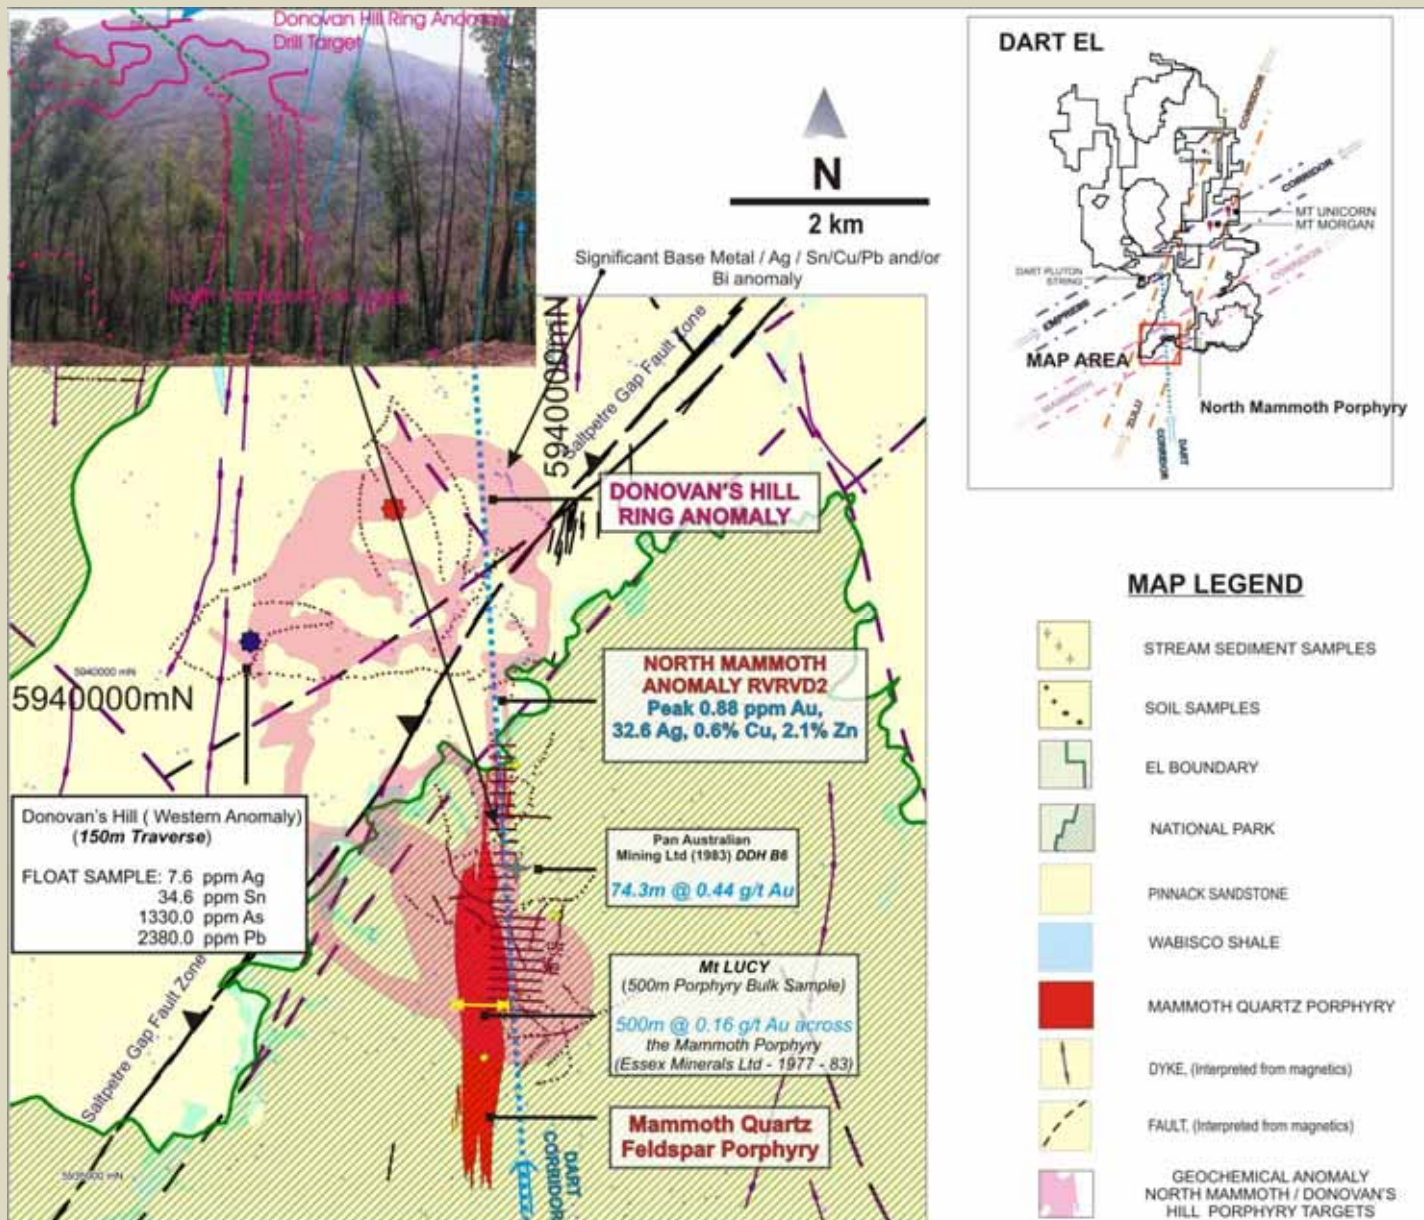 Donovan Hill Ring Anomaly
Drill Target
North Mammoth Drill Target
N
2 km
Significant Base Metal / Ag / Sn/Cu/Pb and/or
Bi anomaly
5940000mN
Saltpetre Gap Fault Zone
DONOVAN'S HILL
RING ANOMALY
NORTH MAMMOTH
ANOMALY RVRVD2
Peak 0.88 ppm Au,
32.6 Ag, 0.6% Cu, 2.1% Zn
5940000 mN
5940000mN
Donovan's Hill ( Western Anomaly)
(150m Traverse)
FLOAT SAMPLE: 7.6 ppm Ag
34.6 ppm Sn
1330.0 ppm As
2380.0 ppm Pb
Pan Australian
Mining Ltd (1983) DDH B6
74.3m @ 0.44 g/t Au
Mt LUCY
(500m Porphyry Bulk Sample)
500m @ 0.16 g/t Au across
the Mammoth Porphyry
(Essex Minerals Ltd - 1977 - 83)
Saltpetre Gap Fault Zone
Mammoth Quartz
Feldspar Porphyry
DART
CORRIDOR
DART EL
CORRIDOR
CORRIDOR
MT UNICORN
MT MORGAN
CORRIDOR
DART PLUTON
STRING
EMPRESS
MAP AREA
MAMMOTH
ZULU
North Mammoth Porphyry
DART
CORRIDOR
MAP LEGEND
STREAM SEDIMENT SAMPLES
SOIL SAMPLES
EL BOUNDARY
NATIONAL PARK
PINNACK SANDSTONE
WABISCO SHALE
MAMMOTH QUARTZ PORPHYRY
DYKE, (Interpreted from magnetics)
FAULT, (Interpreted from magnetics)
GEOCHEMICAL ANOMALY
NORTH MAMMOTH / DONOVAN'S
HILL PORPHYRY TARGETS